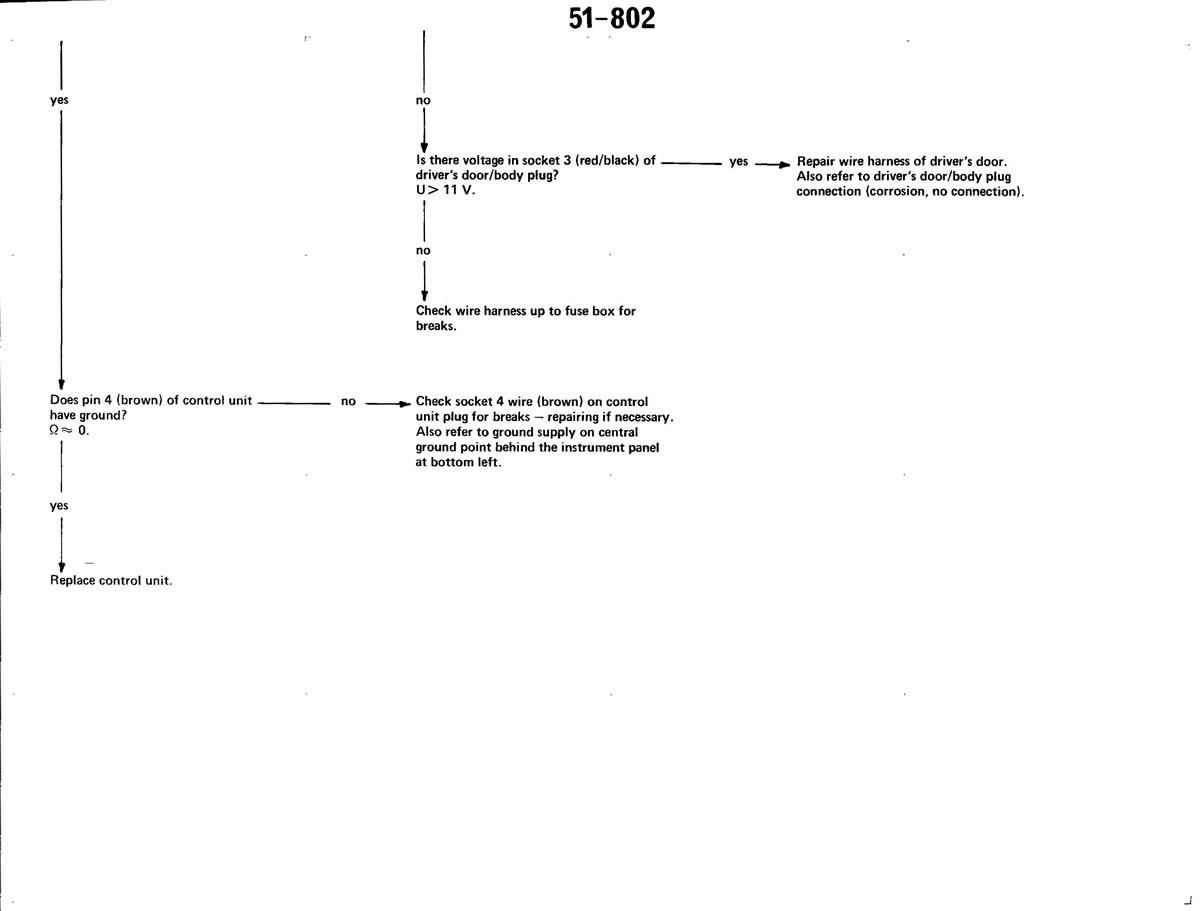 51-802
yes
no
Is there voltage in socket 3 (red/black) of
driver's door/body plug?
U > 11 V.
yes
Repair wire harness of driver's door.
Also refer to driver's door/body plug
connection (corrosion, no connection).
no
Check wire harness up to fuse box for
breaks.
Does pin 4 (brown) of control unit
have ground?
Ω ≈ 0.
no
Check socket 4 wire (brown) on control
unit plug for breaks — repairing if necessary.
Also refer to ground supply on central
ground point behind the instrument panel
at bottom left.
yes
Replace control unit.